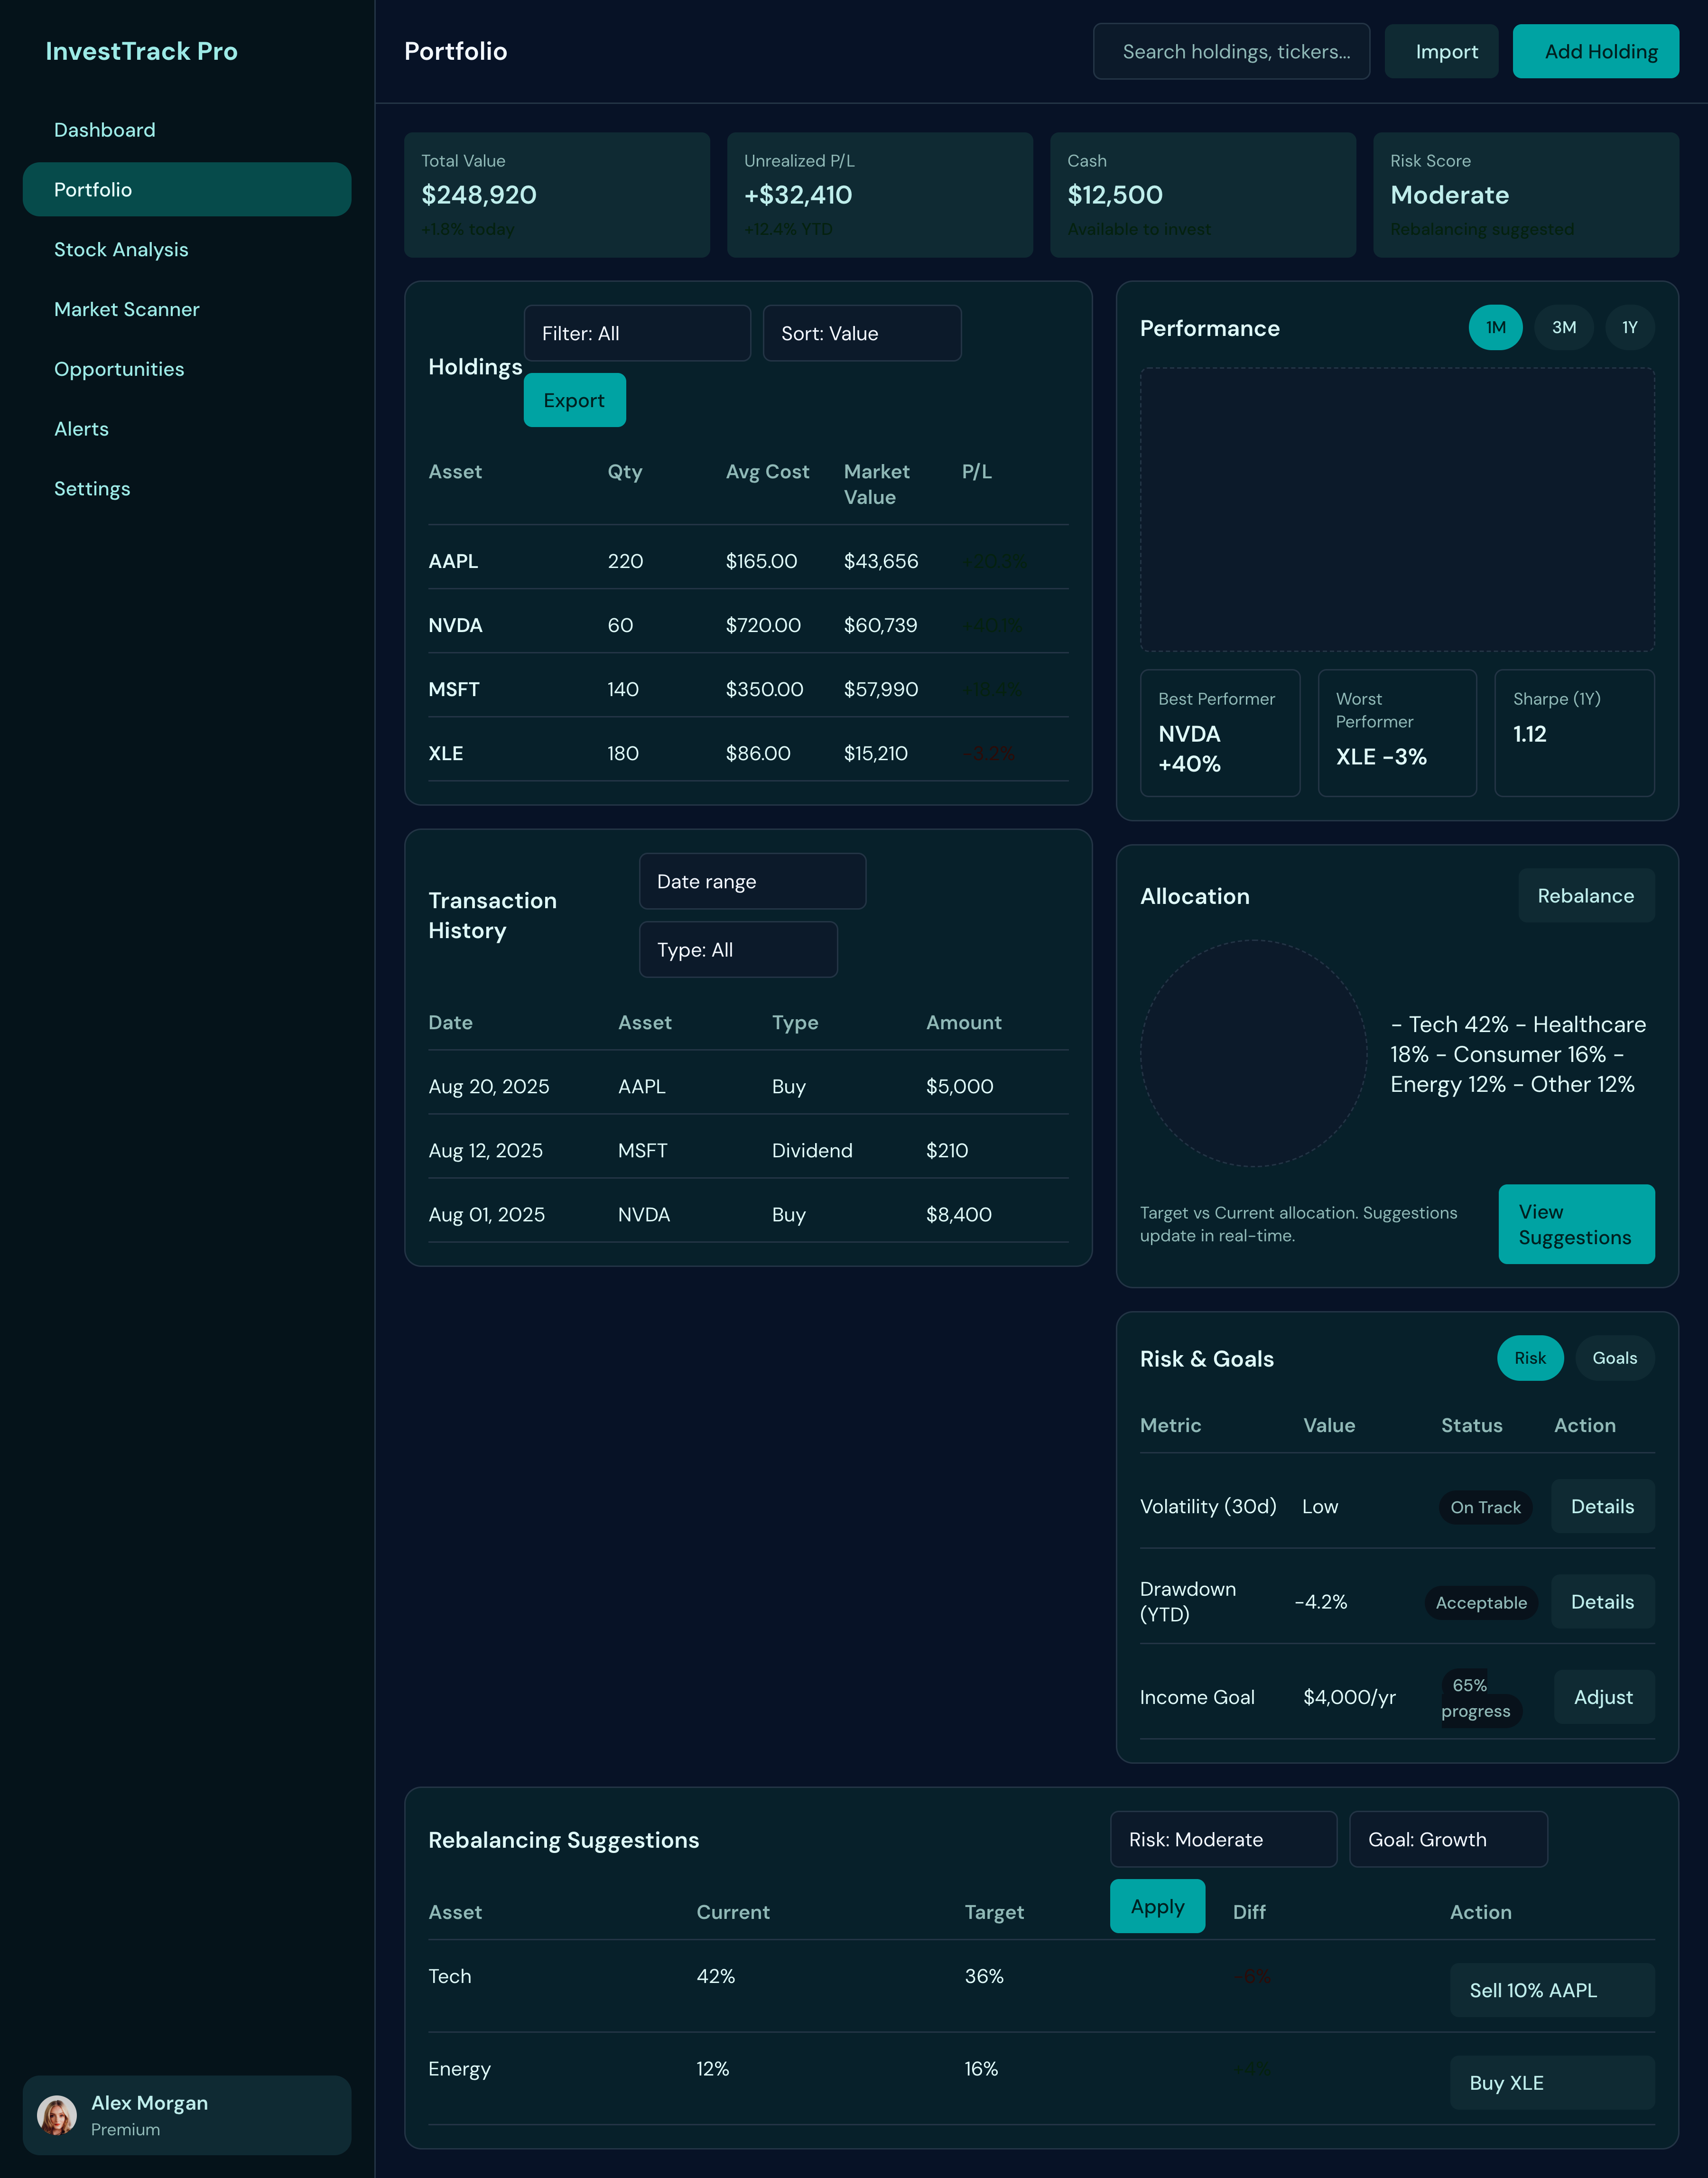 InvestTrack Pro
Dashboard
Portfolio
Stock Analysis
Market Scanner
Opportunities
Alerts
Settings
Alex Morgan
Premium
Portfolio
Search holdings, tickers...
Import
Add Holding
Total Value
$248,920
+1.8% today
Unrealized P/L
+$32,410
+12.4% YTD
Cash
$12,500
Available to invest
Risk Score
Moderate
Rebalancing suggested
Holdings
Filter: All
Sort: Value
Export
Asset Qty Avg Cost Market Value P/L
AAPL 220 $165.00 $43,656 +20.3%
NVDA 60 $720.00 $60,739 +40.1%
MSFT 140 $350.00 $57,990 +18.4%
XLE 180 $86.00 $15,210 -3.2%
Transaction
History
Date range
Type: All
Date Asset Type Amount
Aug 20, 2025 AAPL Buy $5,000
Aug 12, 2025 MSFT Dividend $210
Aug 01, 2025 NVDA Buy $8,400
Performance
1M
3M
1Y
Best Performer
NVDA
+40%
Worst
Performer
XLE -3%
Sharpe (1Y)
1.12
Allocation
Rebalance
- Tech 42% - Healthcare
18% - Consumer 16% -
Energy 12% - Other 12%
Target vs Current allocation. Suggestions
update in real-time.
View
Suggestions
Risk & Goals
Risk
Goals
Metric Value Status Action
Volatility (30d) Low On Track Details
Drawdown
(YTD)
-4.2% Acceptable Details
Income Goal $4,000/yr 65%
progress
Adjust
Rebalancing Suggestions
Risk: Moderate
Goal: Growth
Apply
Asset Current Target Diff Action
Tech 42% 36% -6% Sell 10% AAPL
Energy 12% 16% +4% Buy XLE